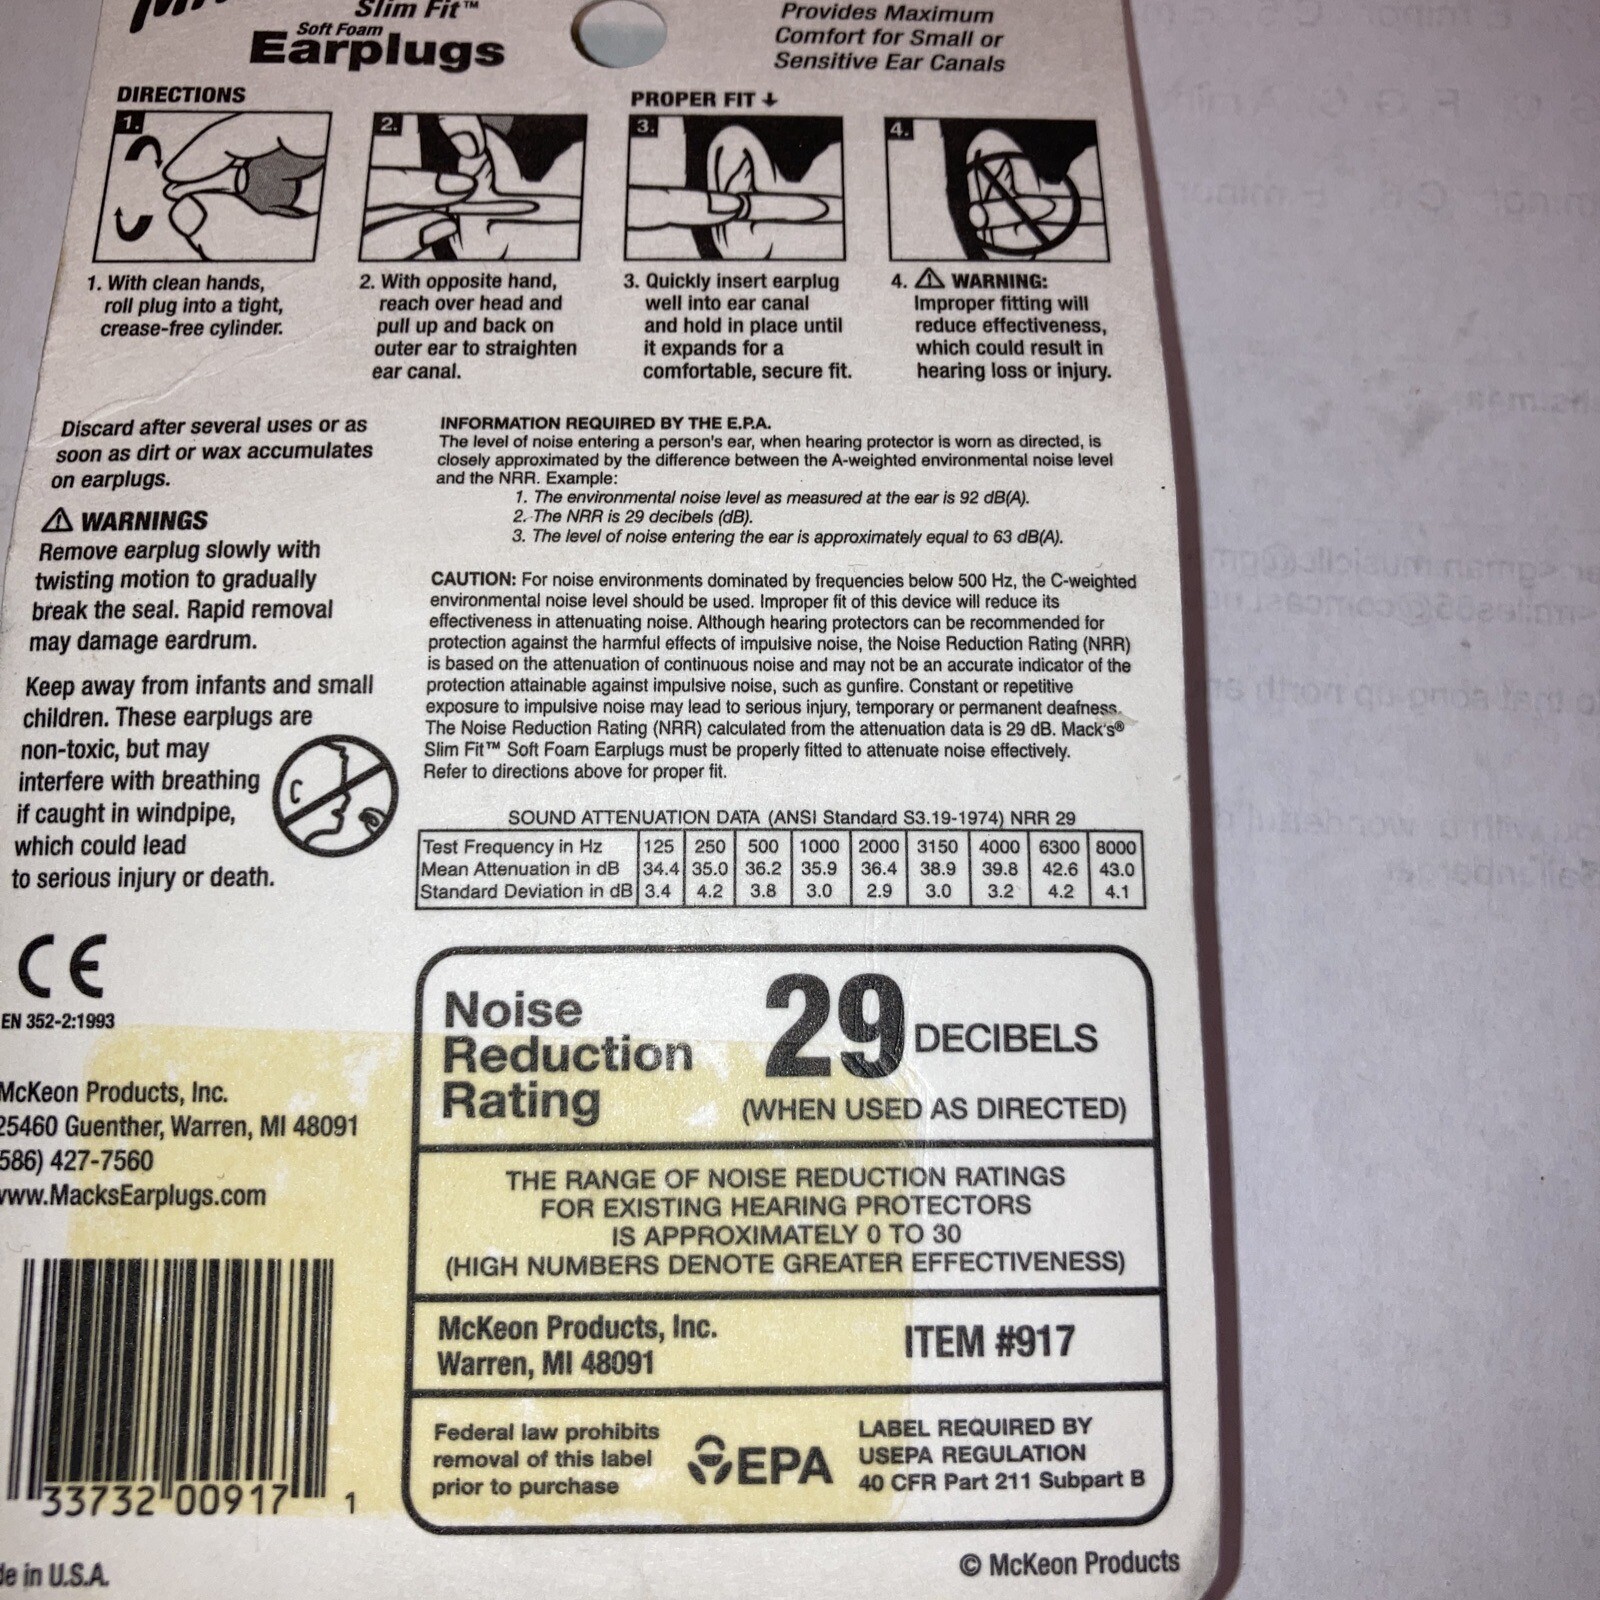 Slim Fit™
Soft Foam
Earplugs
Provides Maximum
Comfort for Small or
Sensitive Ear Canals
DIRECTIONS
PROPER FIT
1.
2.
3.
4.
1. With clean hands,
roll plug into a tight,
crease-free cylinder.
2. With opposite hand,
reach over head and
pull up and back on
outer ear to straighten
ear canal.
3. Quickly insert earplug
well into ear canal
and hold in place until
it expands for a
comfortable, secure fit.
4. ⚠ WARNING:
Improper fitting will
reduce effectiveness,
which could result in
hearing loss or injury.
Discard after several uses or as
soon as dirt or wax accumulates
on earplugs.
⚠ WARNINGS
Remove earplug slowly with
twisting motion to gradually
break the seal. Rapid removal
may damage eardrum.
Keep away from infants and small
children. These earplugs are
non-toxic, but may
interfere with breathing
if caught in windpipe,
which could lead
to serious injury or death.
INFORMATION REQUIRED BY THE E.P.A.
The level of noise entering a person's ear, when hearing protector is worn as directed, is
closely approximated by the difference between the A-weighted environmental noise level
and the NRR. Example:
1. The environmental noise level as measured at the ear is 92 dB(A).
2. The NRR is 29 decibels (dB).
3. The level of noise entering the ear is approximately equal to 63 dB(A).
CAUTION: For noise environments dominated by frequencies below 500 Hz, the C-weighted
environmental noise level should be used. Improper fit of this device will reduce its
effectiveness in attenuating noise. Although hearing protectors can be recommended for
protection against the harmful effects of impulsive noise, the Noise Reduction Rating (NRR)
is based on the attenuation of continuous noise and may not be an accurate indicator of the
protection attainable against impulsive noise, such as gunfire. Constant or repetitive
exposure to impulsive noise may lead to serious injury, temporary or permanent deafness.
The Noise Reduction Rating (NRR) calculated from the attenuation data is 29 dB. Mack's®
Slim Fit™ Soft Foam Earplugs must be properly fitted to attenuate noise effectively.
Refer to directions above for proper fit.
SOUND ATTENUATION DATA (ANSI Standard S3.19-1974) NRR 29
Test Frequency in Hz 125 250 500 1000 2000 3150 4000 6300 8000
Mean Attenuation in dB 34.4 35.0 36.2 35.9 36.4 38.9 39.8 42.6 43.0
Standard Deviation in dB 3.4 4.2 3.8 3.0 2.9 3.0 3.2 4.2 4.1
CE
EN 352-2:1993
McKeon Products, Inc.
25460 Guenther, Warren, MI 48091
586) 427-7560
www.MacksEarplugs.com
33732 00917 1
de in U.S.A.
Noise
Reduction
Rating
29 DECIBELS
(WHEN USED AS DIRECTED)
THE RANGE OF NOISE REDUCTION RATINGS
FOR EXISTING HEARING PROTECTORS
IS APPROXIMATELY 0 TO 30
(HIGH NUMBERS DENOTE GREATER EFFECTIVENESS)
McKeon Products, Inc.
Warren, MI 48091
ITEM #917
Federal law prohibits
removal of this label
prior to purchase
EPA
LABEL REQUIRED BY
USEPA REGULATION
40 CFR Part 211 Subpart B
© McKeon Products